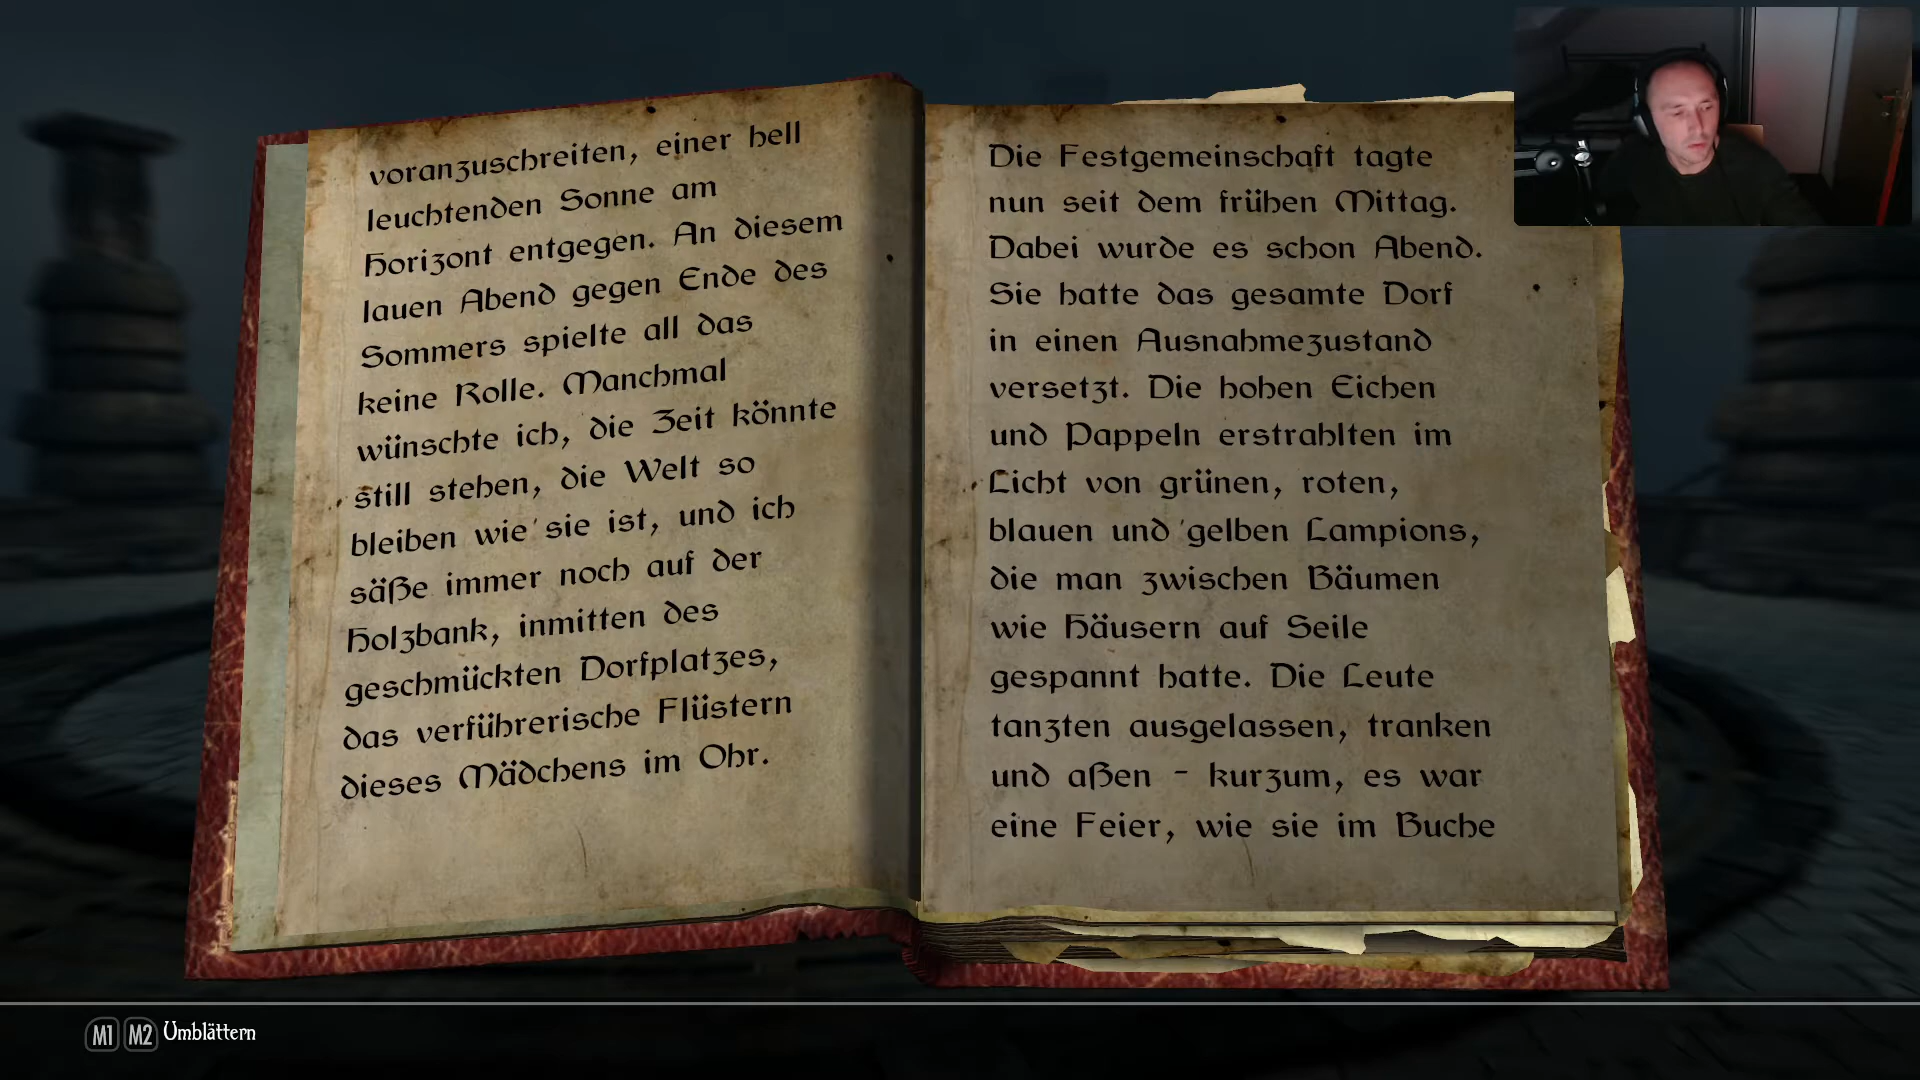 voranzuschreiten, einer hell
leuchtenden Sonne am
Horizont entgegen. An diesem
lauen Abend gegen Ende des
Sommers spielte all das
keine Rolle. Manchmal
wünschte ich, die Zeit könnte
still stehen, die Welt so
bleiben wie sie ist, und ich
säße immer noch auf der
Holzbank, inmitten des
geschmückten Dorfplatzes,
das verführerische Flüstern
dieses Mädchens im Ohr.
Die Festgemeinschaft tagte
nun seit dem frühen Mittag.
Dabei wurde es schon Abend.
Sie hatte das gesamte Dorf
in einen Ausnahmezustand
versetzt. Die hohen Eichen
und Pappeln erstrahlten im
Licht von grünen, roten,
blauen und gelben Lampions,
die man zwischen Bäumen
wie Häusern auf Seile
gespannt hatte. Die Leute
tanzten ausgelassen, tranken
und aßen - kurzum, es war
eine Feier, wie sie im Buche
M1 M2 Umblättern